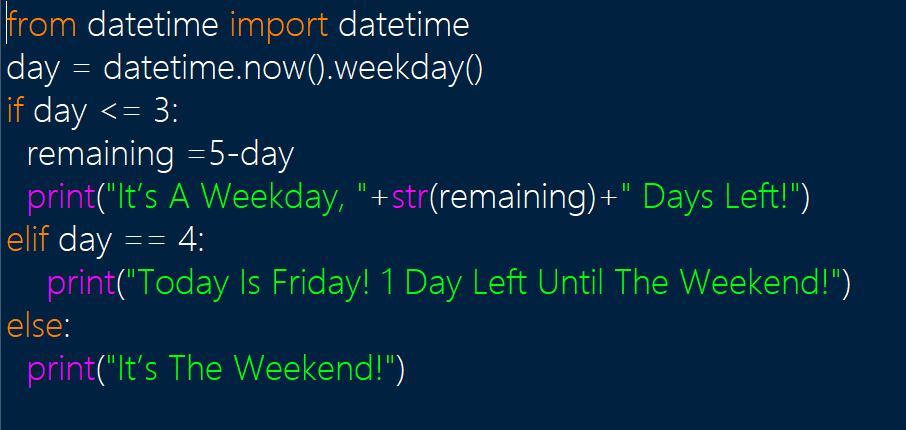 from datetime import datetime
day = datetime.now().weekday()
if day <= 3:
  remaining =5-day
  print("It’s A Weekday, "+str(remaining)+" Days Left!")
elif day == 4:
    print("Today Is Friday! 1 Day Left Until The Weekend!")
else:
  print("It’s The Weekend!")